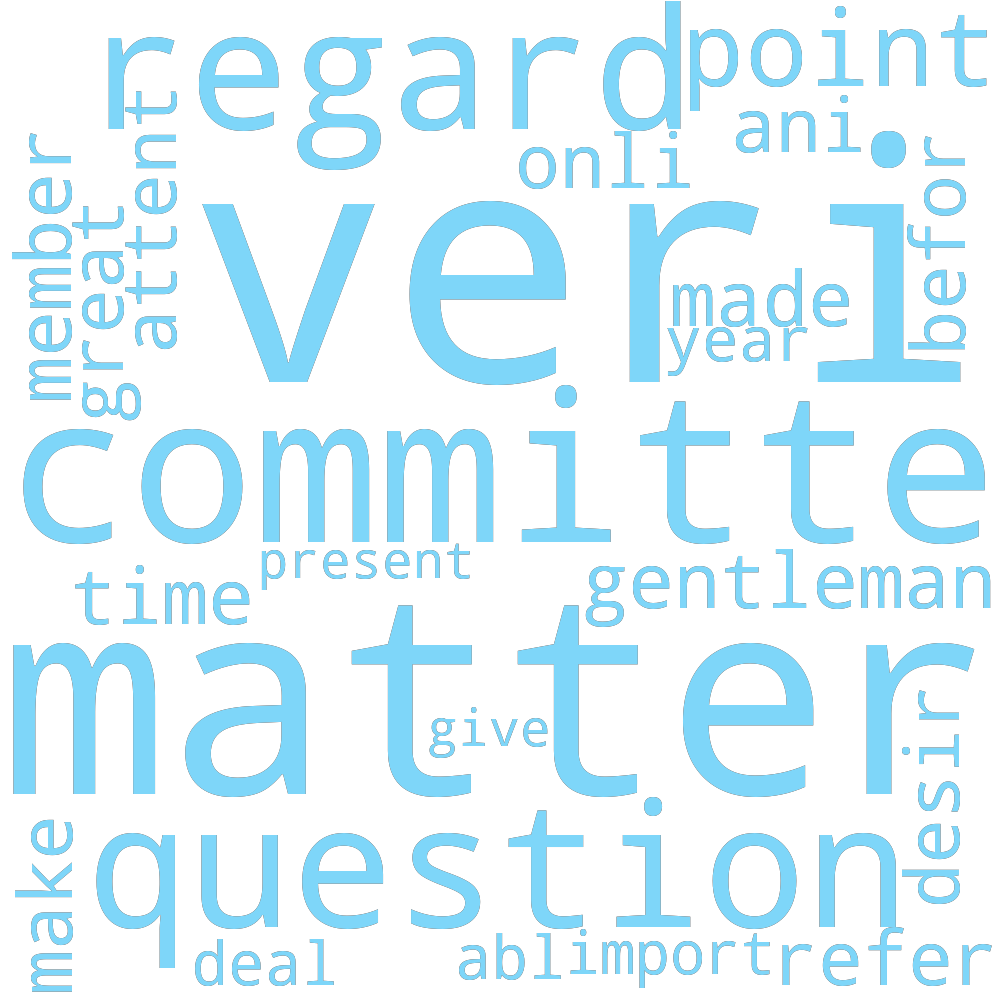 regard
point
ani
onli
attent
member
great
veri
befor
made
year
committe
present
time
gentleman
matter
give
desir
make
question
deal
abl
import
refer